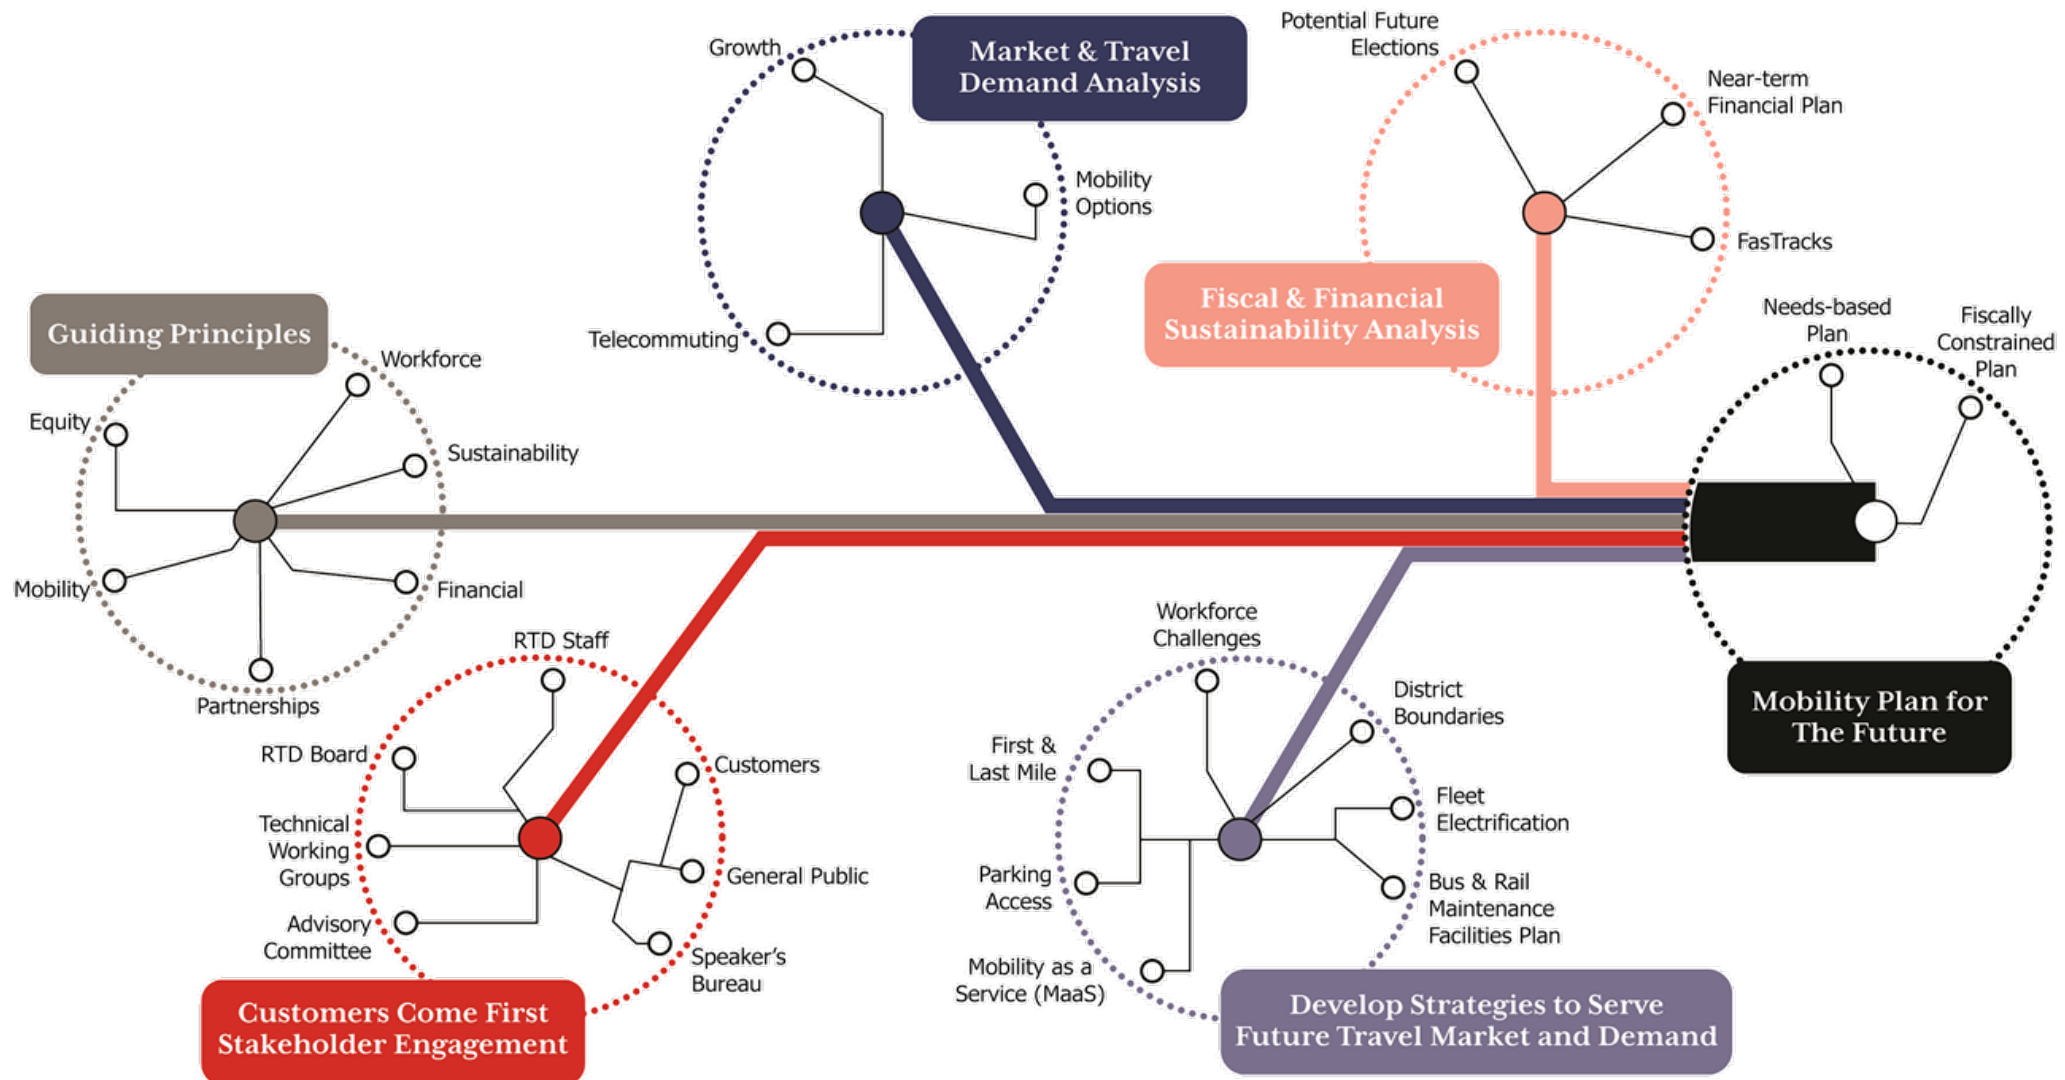 Growth
Market & Travel
Demand Analysis
Mobility
Options
Telecommuting
Potential Future
Elections
Near-term
Financial Plan
FasTracks
Fiscal & Financial
Sustainability Analysis
Guiding Principles
Workforce
Equity
Sustainability
Mobility
Financial
Partnerships
Needs-based
Plan
Fiscally
Constrained
Plan
Mobility Plan for
The Future
RTD Staff
RTD Board
Customers
Technical
Working
Groups
General Public
Advisory
Committee
Speaker’s
Bureau
Customers Come First
Stakeholder Engagement
Workforce
Challenges
District
Boundaries
First &
Last Mile
Fleet
Electrification
Parking
Access
Bus & Rail
Maintenance
Facilities Plan
Mobility as a
Service (MaaS)
Develop Strategies to Serve
Future Travel Market and Demand